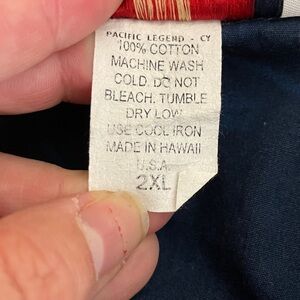 PACIFIC LEGEND - CY
100% COTTON
MACHINE WASH
COLD. DO NOT
BLEACH. TUMBLE
DRY LOW
USE COOL IRON
MADE IN HAWAII
U.S.A.
2XL